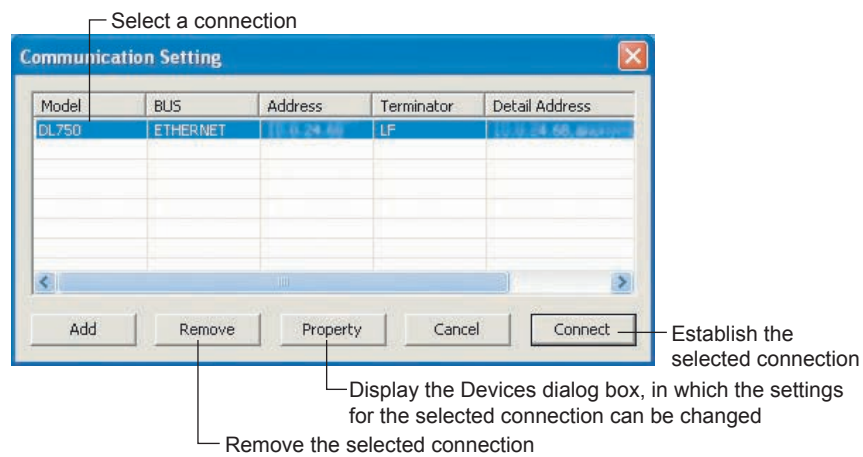 Select a connection
Communication Setting
Model BUS Address Terminator Detail Address
DL750 ETHERNET LF
Add Remove Property Cancel Connect
Establish the
selected connection
Display the Devices dialog box, in which the settings
for the selected connection can be changed
Remove the selected connection